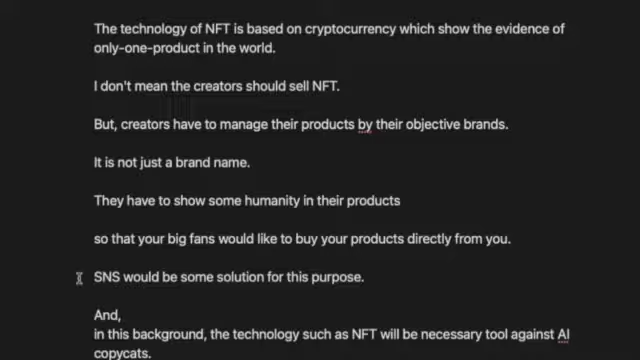 The technology of NFT is based on cryptocurrency which show the evidence of
only-one-product in the world.
I don't mean the creators should sell NFT.
But, creators have to manage their products by their objective brands.
It is not just a brand name.
They have to show some humanity in their products
so that your big fans would like to buy your products directly from you.
SNS would be some solution for this purpose.
And,
in this background, the technology such as NFT will be necessary tool against AI
copycats.